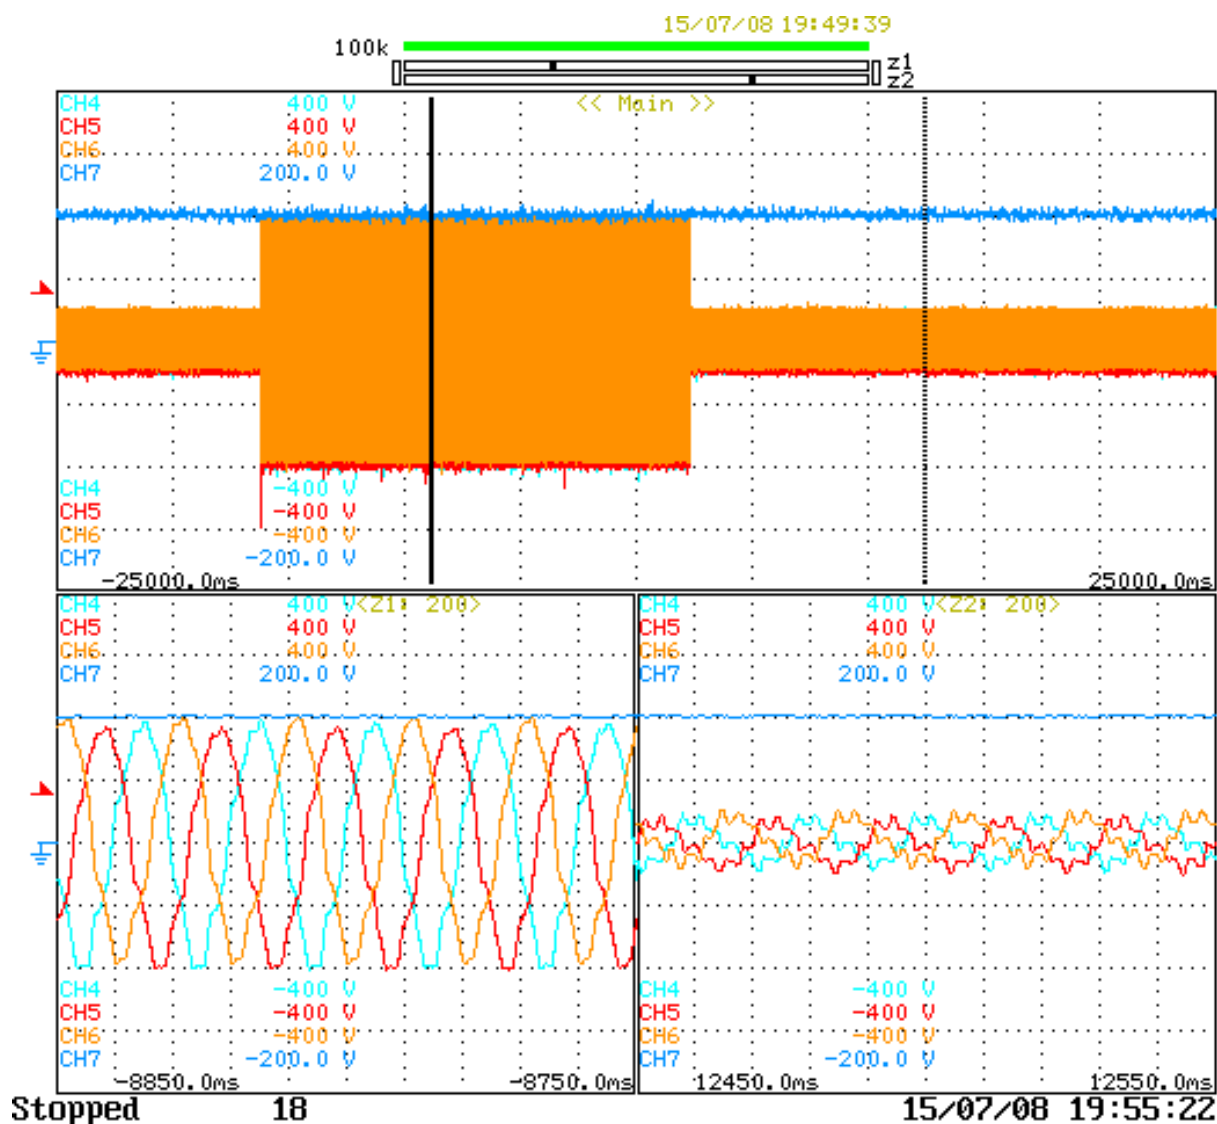 15/07/08 19:49:39
100k
z1
z2
CH4 400 V << Main >>
CH5 400 V
CH6 400 V
CH7 200.0 V
CH4 -400 V
CH5 -400 V
CH6 -400 V
CH7 -200.0 V
-25000.0ms 25000.0ms
CH4 400 V <Z1: 200>
CH5 400 V
CH6 400 V
CH7 200.0 V
CH4 -400 V
CH5 -400 V
CH6 -400 V
CH7 -200.0 V
-8850.0ms -8750.0ms
CH4 400 V <Z2: 200>
CH5 400 V
CH6 400 V
CH7 200.0 V
CH4 -400 V
CH5 -400 V
CH6 -400 V
CH7 -200.0 V
12450.0ms 12550.0ms
Stopped 18 15/07/08 19:55:22